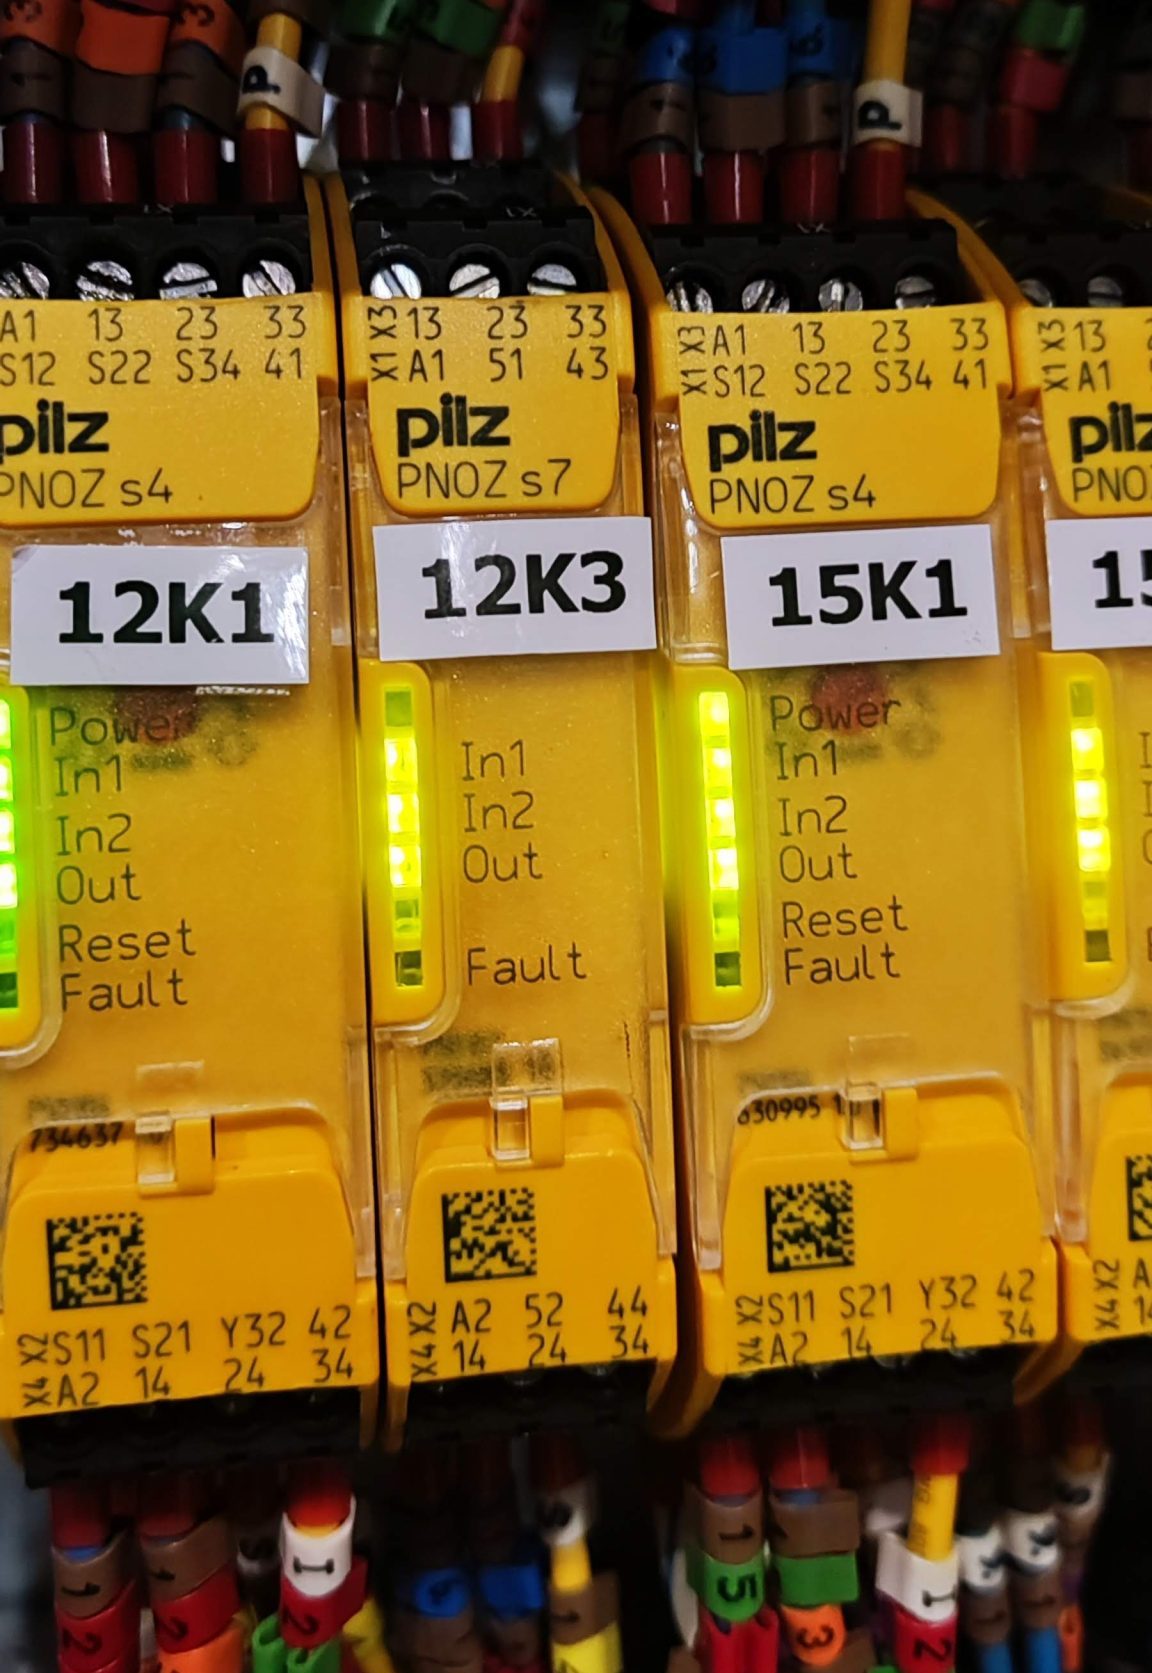 A1 13 23 33
S12 S22 S34 41
pilz
PNOZ s4
12K1
Power
In1
In2
Out
Reset
Fault
734637
S11 S21 Y32 42
X4 X2
A2 14 24 34
X1 X3
13 23 33
A1 51 43
pilz
PNOZ s7
12K3
In1
In2
Out
Fault
X4 X2
A2 52 44
14 24 34
X1 X3
A1 13 23 33
S12 S22 S34 41
pilz
PNOZ s4
15K1
Power
In1
In2
Out
Reset
Fault
630995
X4 X2
S11 S21 Y32 42
A2 14 24 34
X1 X3
13
A1
X4 X2